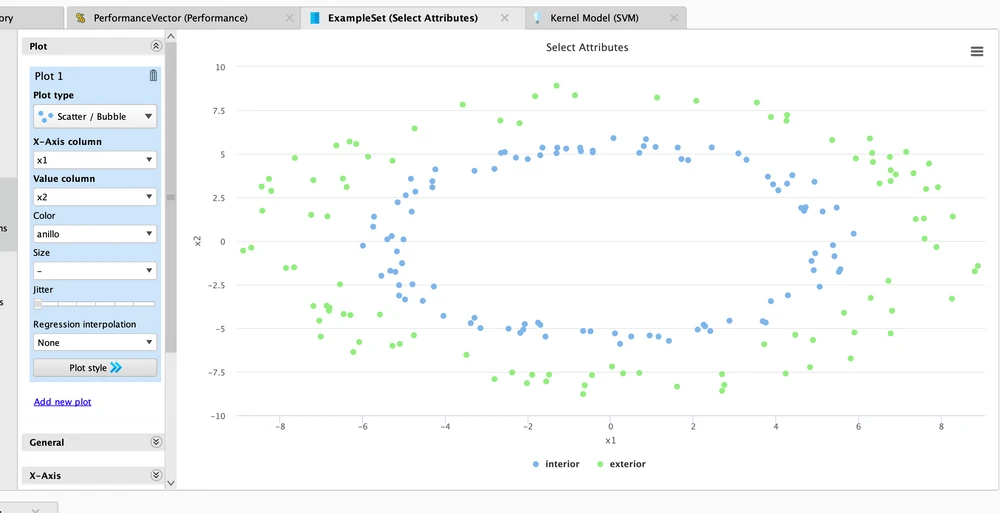 ory
PerformanceVector (Performance)
ExampleSet (Select Attributes)
Kernel Model (SVM)
Plot
Plot 1
Plot type
Scatter / Bubble
X-Axis column
x1
Value column
x2
Color
anillo
Size
–
Jitter
Regression interpolation
None
Plot style
Add new plot
General
X-Axis
ns
s
Select Attributes
10
7.5
5
2.5
0
-2.5
-5
-7.5
-10
x2
-8
-6
-4
-2
0
2
4
6
8
x1
interior
exterior